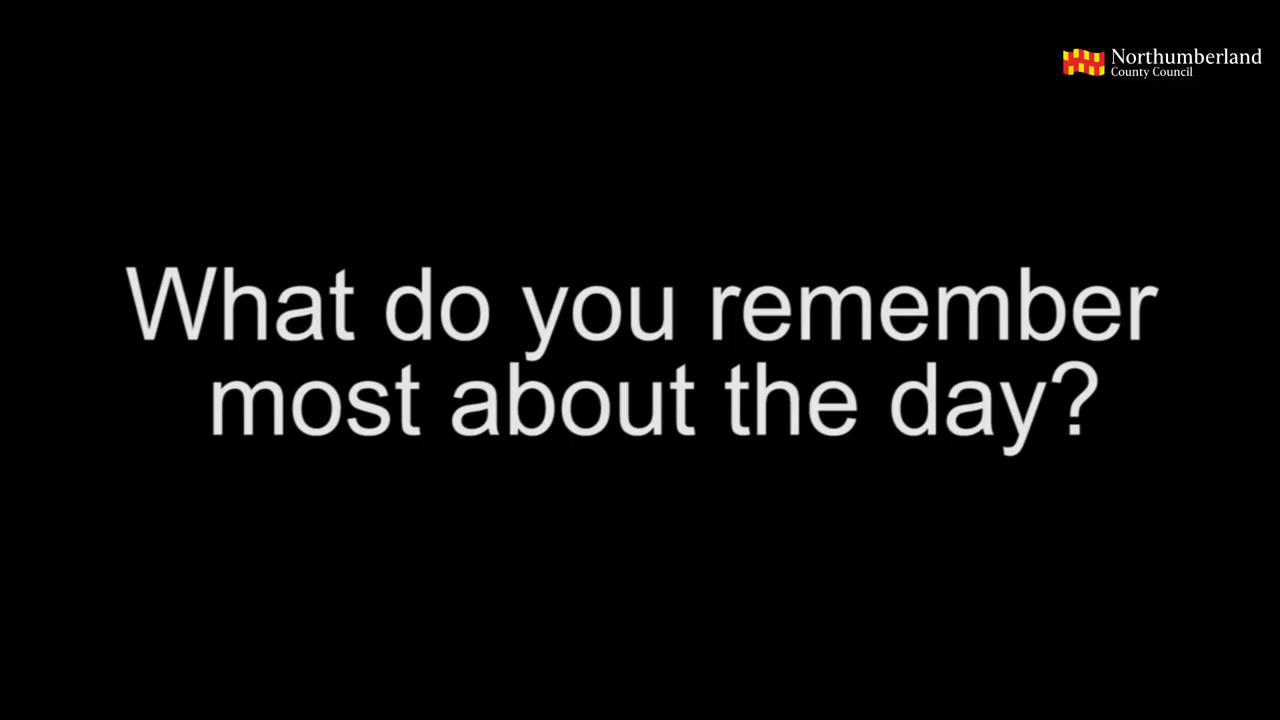 Northumberland
County Council
What do you remember
most about the day?